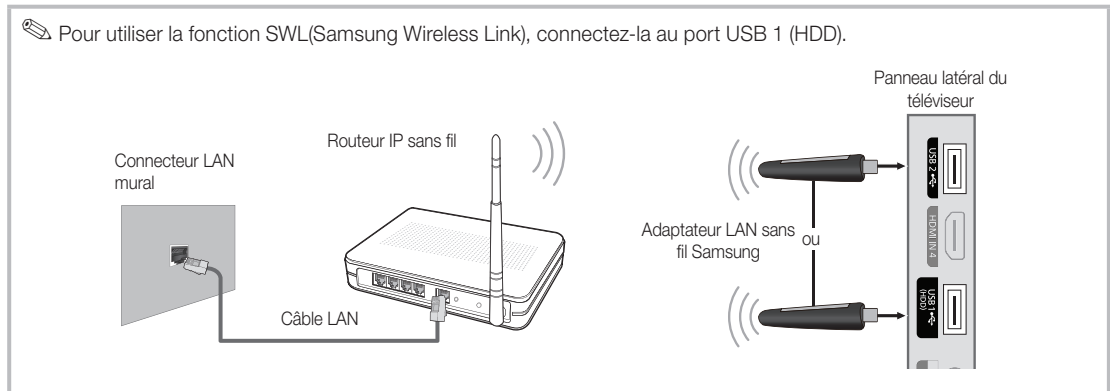 Pour utiliser la fonction SWL(Samsung Wireless Link), connectez-la au port USB 1 (HDD).
Panneau latéral du
téléviseur
Routeur IP sans fil
Connecteur LAN
mural
USB 2
HDMI IN 4
Adaptateur LAN sans
fil Samsung
ou
USB 1
(HDD)
Câble LAN